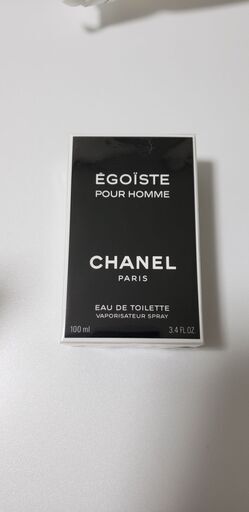 ÉGOÏSTE
POUR HOMME
CHANEL
PARIS
EAU DE TOILETTE
VAPORISATEUR SPRAY
100 ml 3.4 FL.OZ